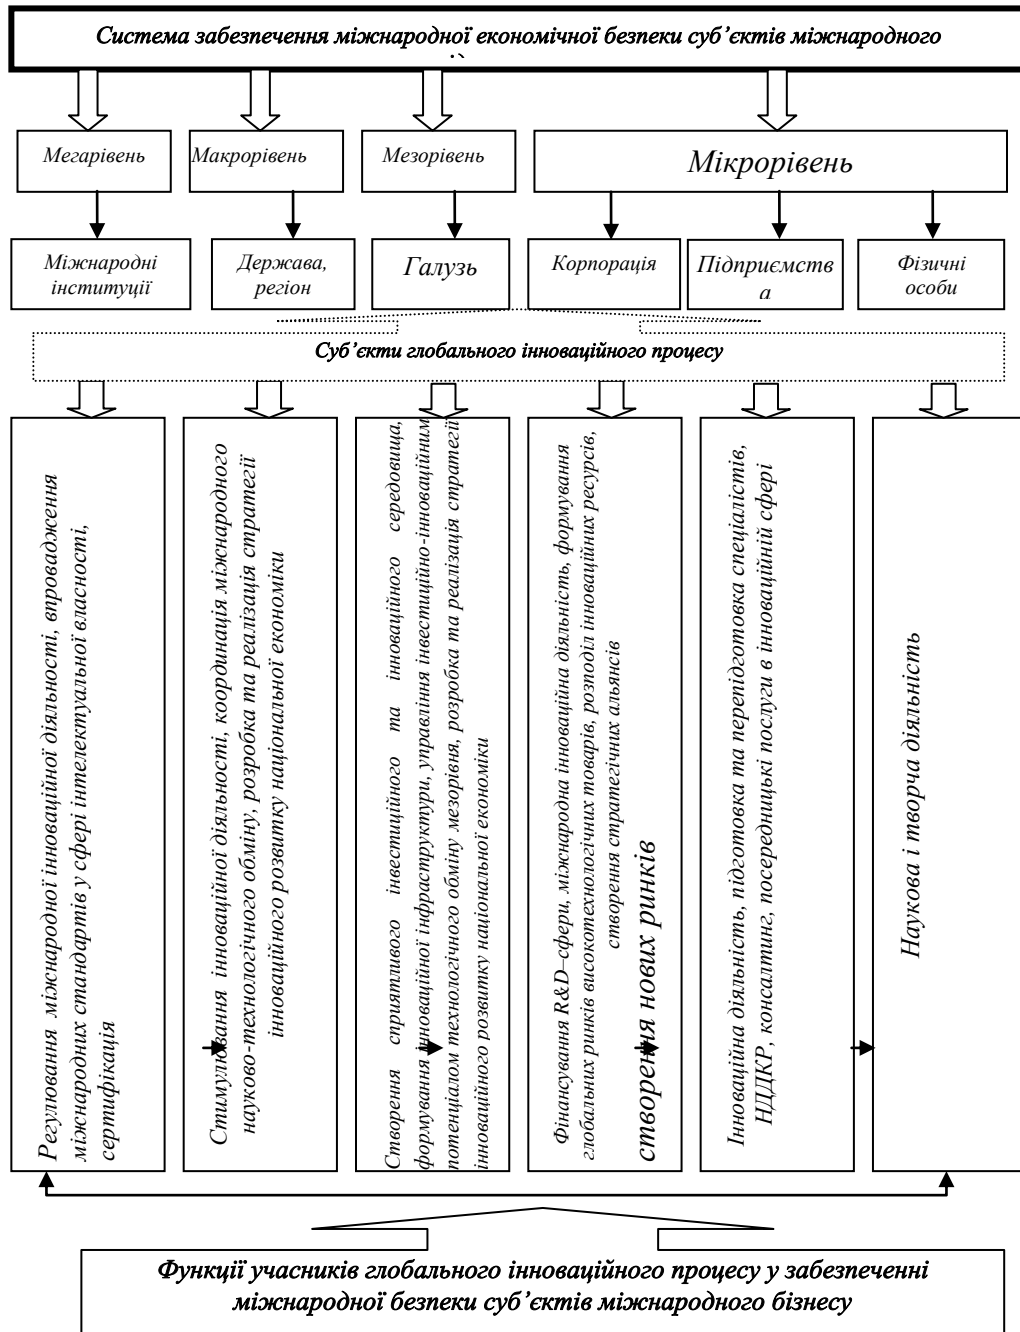 Система забезпечення міжнародної економічної безпеки суб’єктів міжнародного
Мегарівень
Макрорівень
Мезорівень
Мікрорівень
Міжнародні
інституції
Держава,
регіон
Галузь
Корпорація
Підприємств
а
Фізичні
особи
Суб’єкти глобального інноваційного процесу
Регулювання міжнародної інноваційної діяльності, впровадження
міжнародних стандартів у сфері інтелектуальної власності,
сертифікація
Стимулювання інноваційної діяльності, координація міжнародного
науково-технологічного обміну, розробка та реалізація стратегії
інноваційного розвитку національної економіки
Створення сприятливого інвестиційного та інноваційного середовища,
формування інноваційної інфраструктури, управління інвестиційно-інноваційним
потенціалом технологічного обміну мезорівня, розробка та реалізація стратегії
інноваційного розвитку національної економіки
Фінансування R&D–сфери, міжнародна інноваційна діяльність, формування
глобальних ринків високотехнологічних товарів, розподіл інноваційних ресурсів,
створення стратегічних альянсів
створення нових ринків
Інноваційна діяльність, підготовка та перепідготовка спеціалістів,
НДДКР, консалтинг, посередницькі послуги в інноваційній сфері
Наукова і творча діяльність
Функції учасників глобального інноваційного процесу у забезпеченні
міжнародної безпеки суб’єктів міжнародного бізнесу